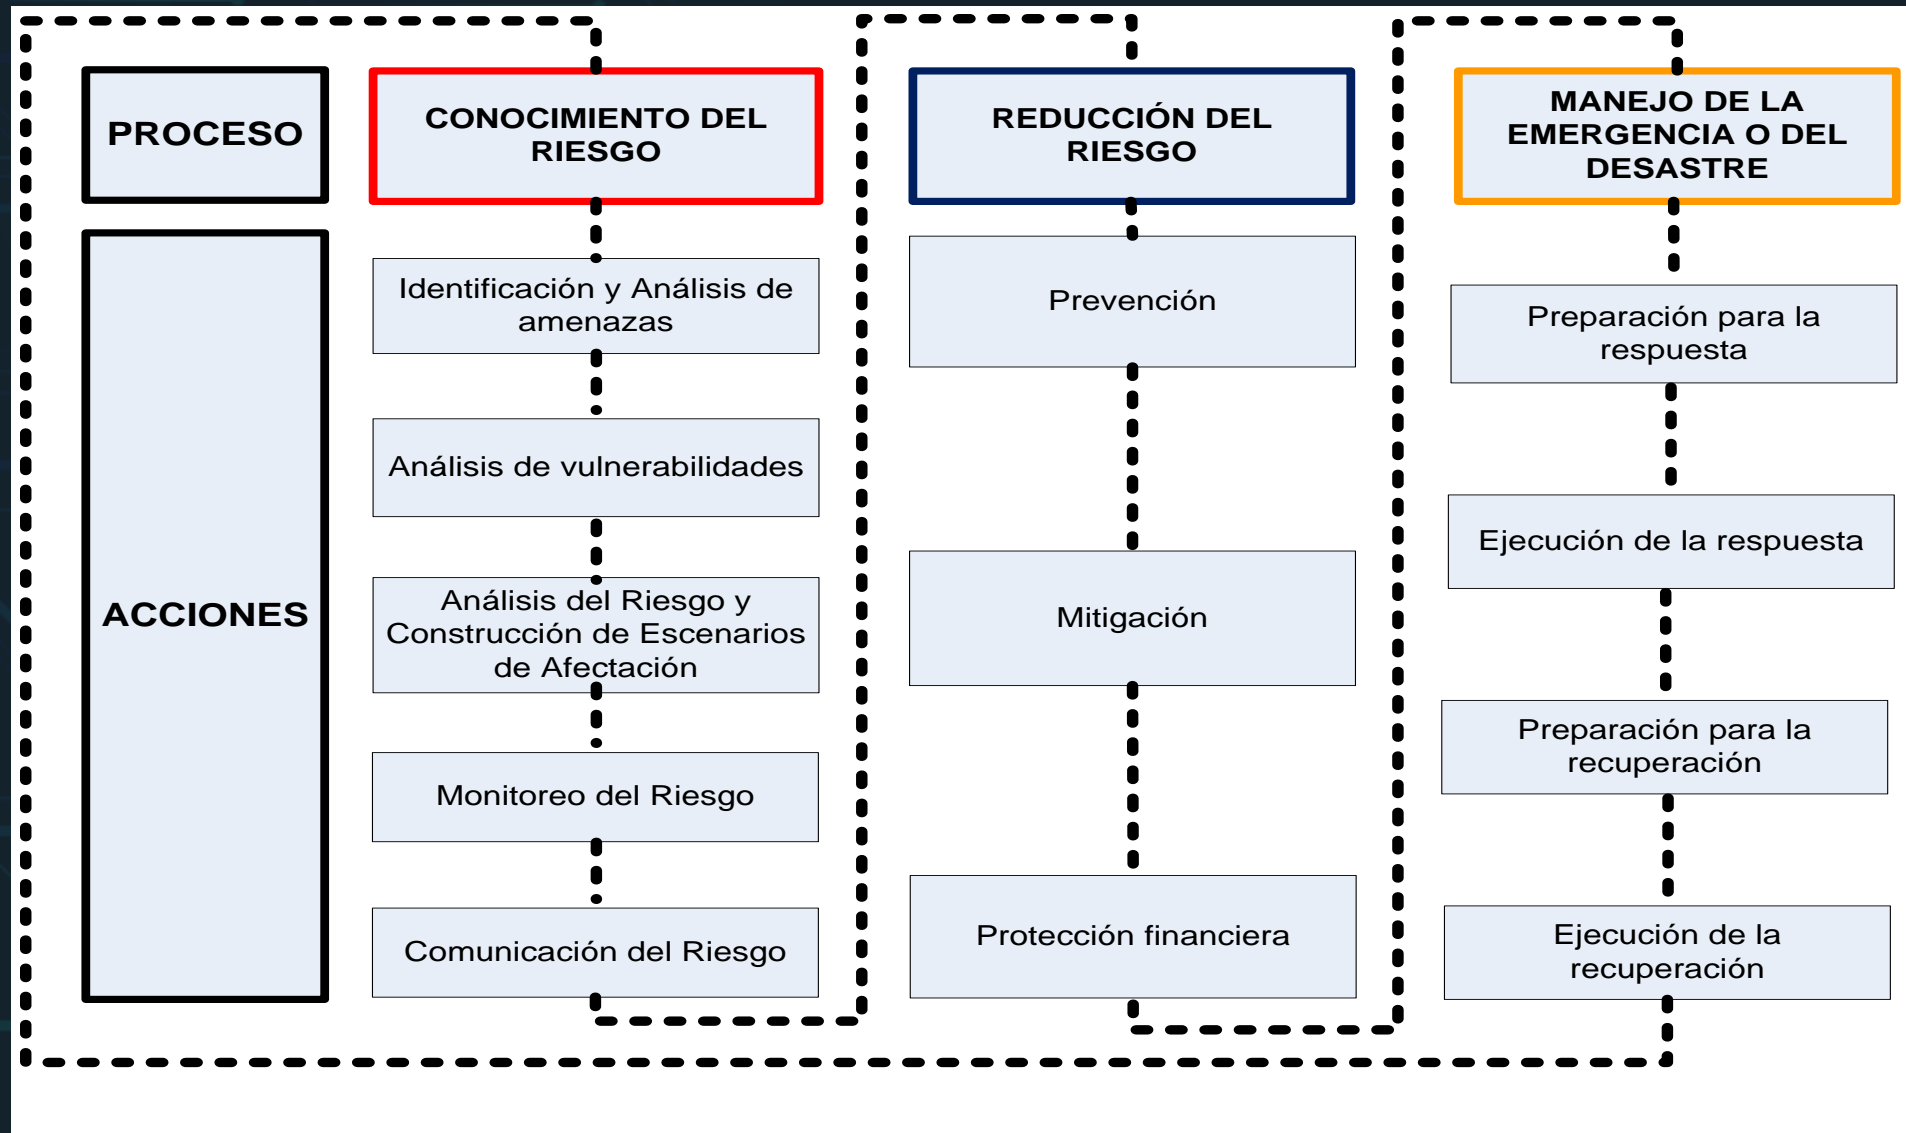 PROCESO
CONOCIMIENTO DEL
RIESGO
REDUCCIÓN DEL
RIESGO
MANEJO DE LA
EMERGENCIA O DEL
DESASTRE
ACCIONES
Identificación y Análisis de
amenazas
Análisis de vulnerabilidades
Análisis del Riesgo y
Construcción de Escenarios
de Afectación
Monitoreo del Riesgo
Comunicación del Riesgo
Prevención
Mitigación
Protección financiera
Preparación para la
respuesta
Ejecución de la respuesta
Preparación para la
recuperación
Ejecución de la
recuperación